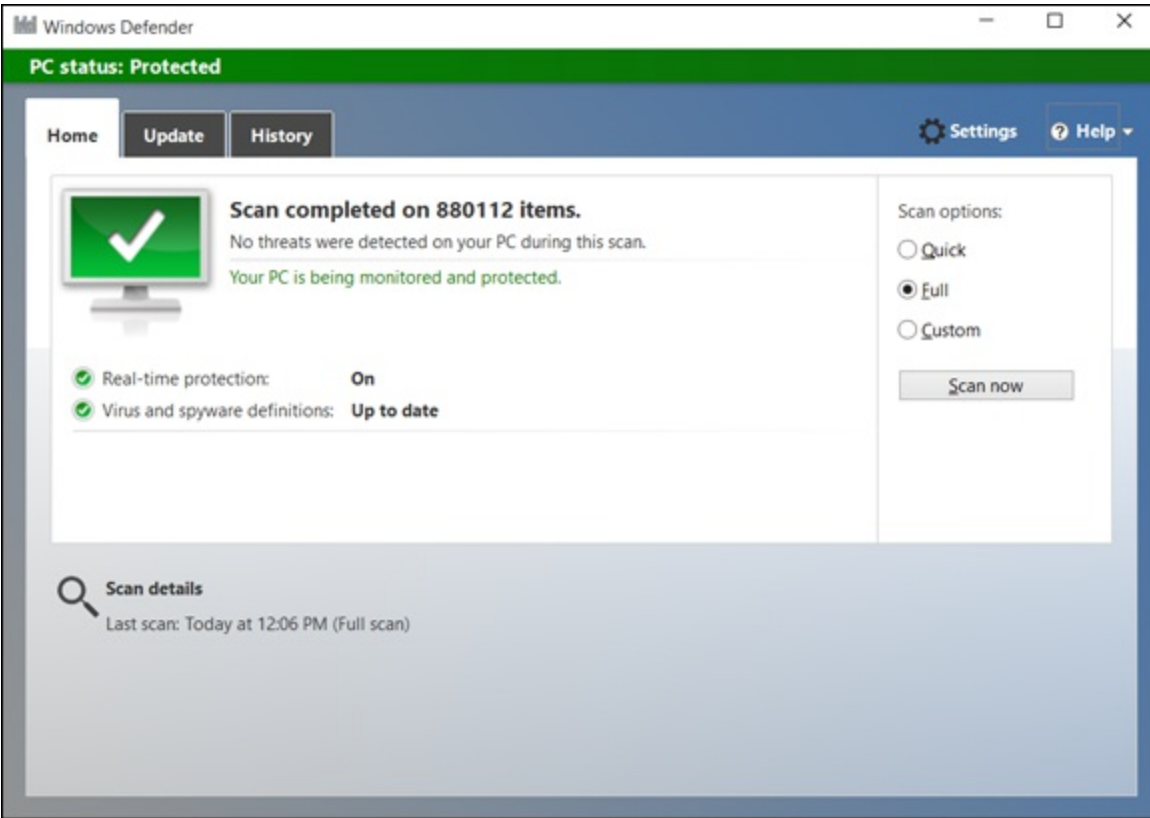 Windows Defender
PC status: Protected
Home
Update
History
Settings
Help
Scan completed on 880112 items.
No threats were detected on your PC during this scan.
Your PC is being monitored and protected.
Real-time protection: On
Virus and spyware definitions: Up to date
Scan options:
Quick
Full
Custom
Scan now
Scan details
Last scan: Today at 12:06 PM (Full scan)